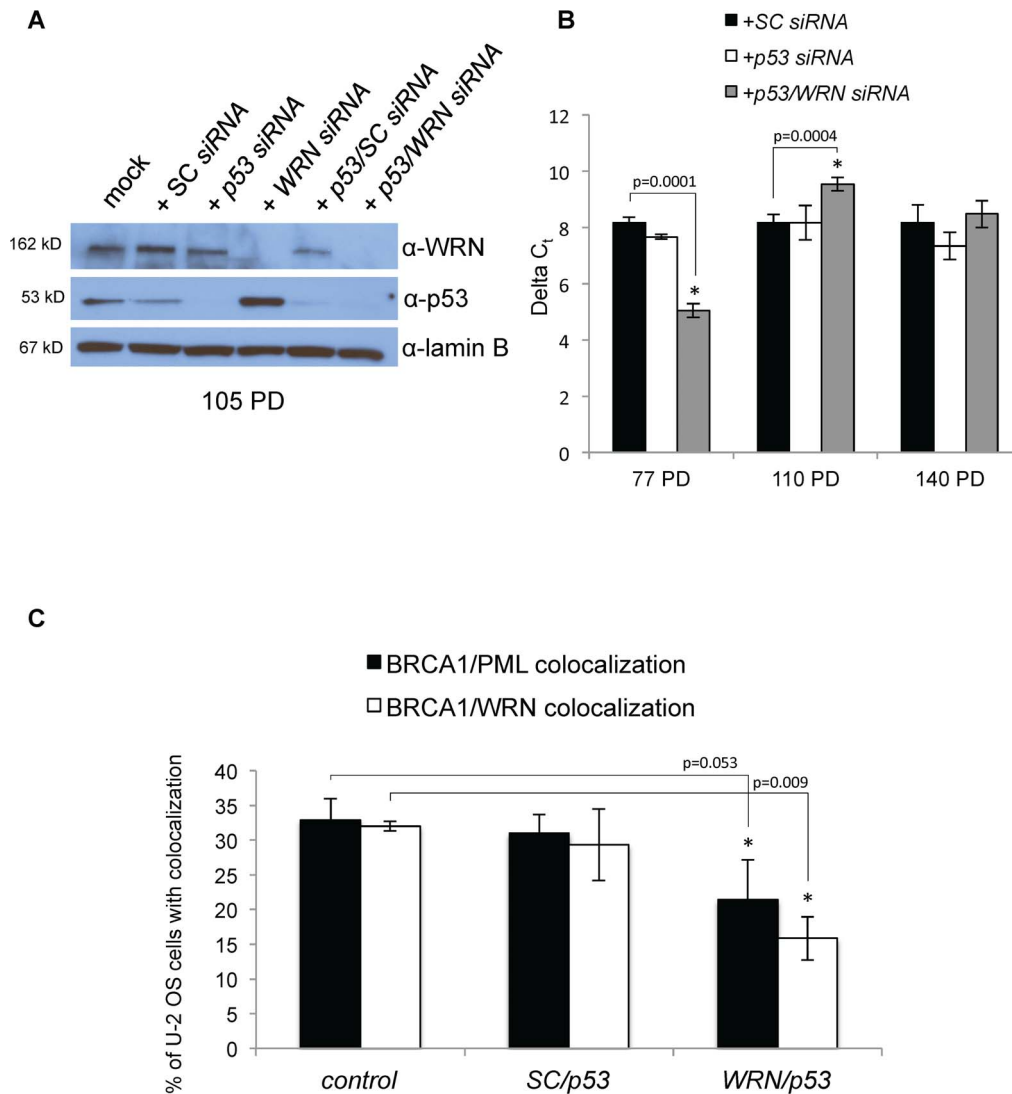 A
mock
+ SC siRNA
+ p53 siRNA
+ WRN siRNA
+ p53/SC siRNA
+ p53/WRN siRNA
162 kD
α-WRN
53 kD
α-p53
67 kD
α-lamin B
105 PD
B
+SC siRNA
+p53 siRNA
+p53/WRN siRNA
Delta Ct
12
10
8
6
4
2
0
p=0.0001
*
p=0.0004
*
77 PD
110 PD
140 PD
C
BRCA1/PML colocalization
BRCA1/WRN colocalization
% of U-2 OS cells with colocalization
40
35
30
25
20
15
10
5
0
p=0.053
p=0.009
*
*
control
SC/p53
WRN/p53